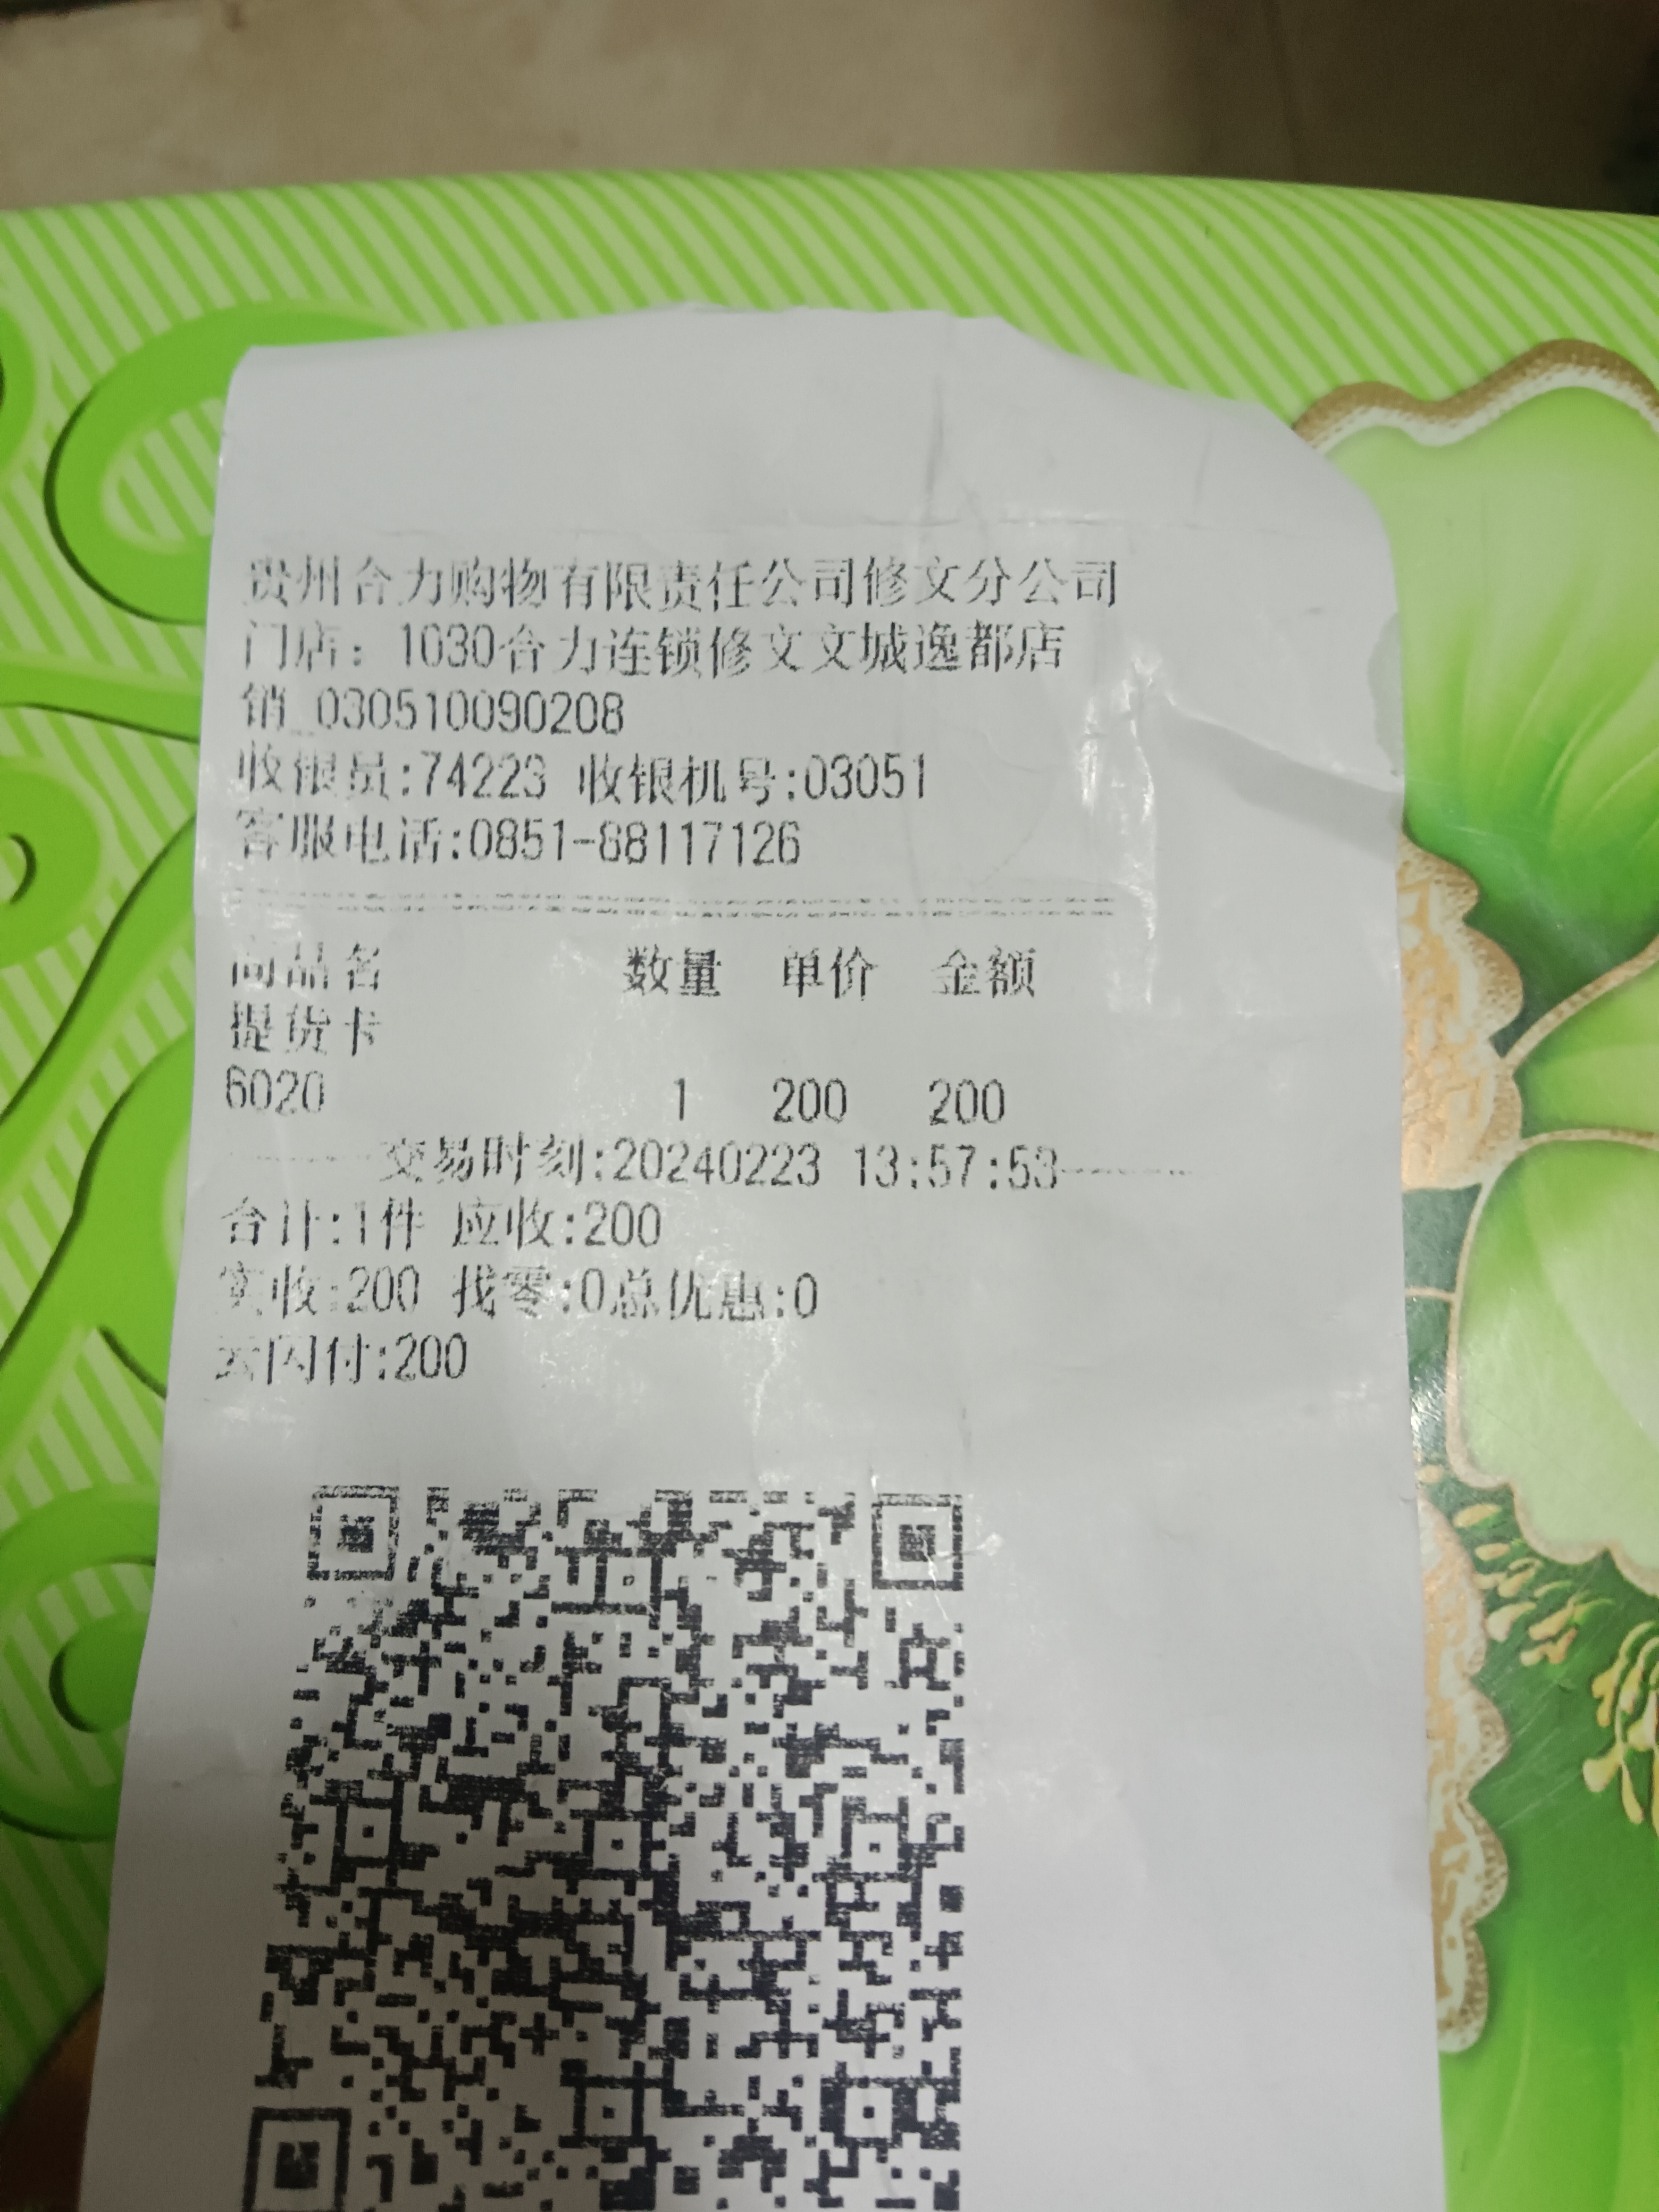 贵州合力购物有限责任公司修文分公司
门店：1030合力连锁修文文城逸都店
销_030510090208
收银员:74223 收银机号:03051
客服电话:0851-88117126
商品名 数量 单价 金额
提货卡
6020 1 200 200
交易时刻:20240223 13:57:53
合计:1件 应收:200
实收:200 找零:0总优惠:0
云闪付:200